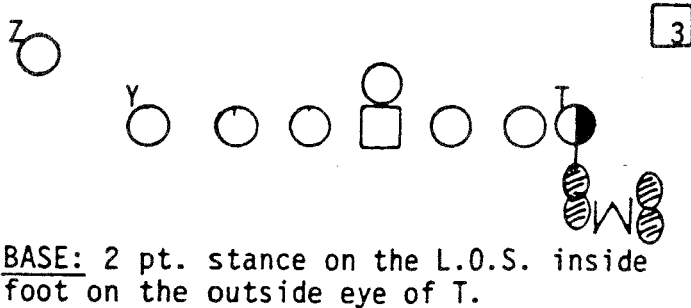 Z
3
Y
T
W
BASE: 2 pt. stance on the L.O.S. inside
foot on the outside eye of T.